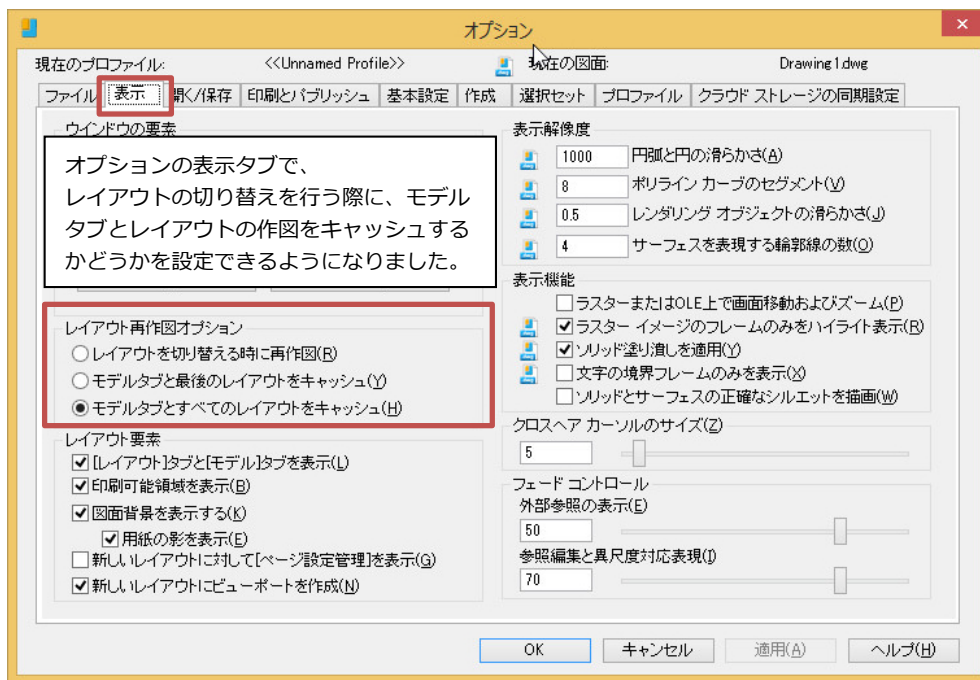 オプション
現在のプロファイル: <<Unnamed Profile>> 現在の図面: Drawing1.dwg
ファイル 表示 開く/保存 印刷とパブリッシュ 基本設定 作成 選択セット プロファイル クラウド ストレージの同期設定
ウインドウの要素
オプションの表示タブで、
レイアウトの切り替えを行う際に、モデル
タブとレイアウトの作図をキャッシュする
かどうかを設定できるようになりました。
レイアウト再作図オプション
レイアウトを切り替える時に再作図(R)
モデルタブと最後のレイアウトをキャッシュ(Y)
モデルタブとすべてのレイアウトをキャッシュ(H)
レイアウト要素
[レイアウト]タブと[モデル]タブを表示(L)
印刷可能領域を表示(B)
図面背景を表示する(K)
用紙の影を表示(E)
新しいレイアウトに対して[ページ設定管理]を表示(G)
新しいレイアウトにビューポートを作成(N)
表示解像度
1000 円弧と円の滑らかさ(A)
8 ポリライン カーブのセグメント(V)
0.5 レンダリング オブジェクトの滑らかさ(J)
4 サーフェスを表現する輪郭線の数(O)
表示機能
ラスターまたはOLE上で画面移動およびズーム(P)
ラスター イメージのフレームのみをハイライト表示(R)
ソリッド塗り潰しを適用(Y)
文字の境界フレームのみを表示(X)
ソリッドとサーフェスの正確なシルエットを描画(W)
クロスヘア カーソルのサイズ(Z)
5
フェード コントロール
外部参照の表示(E)
50
参照編集と異尺度対応表現(I)
70
OK キャンセル 適用(A) ヘルプ(H)